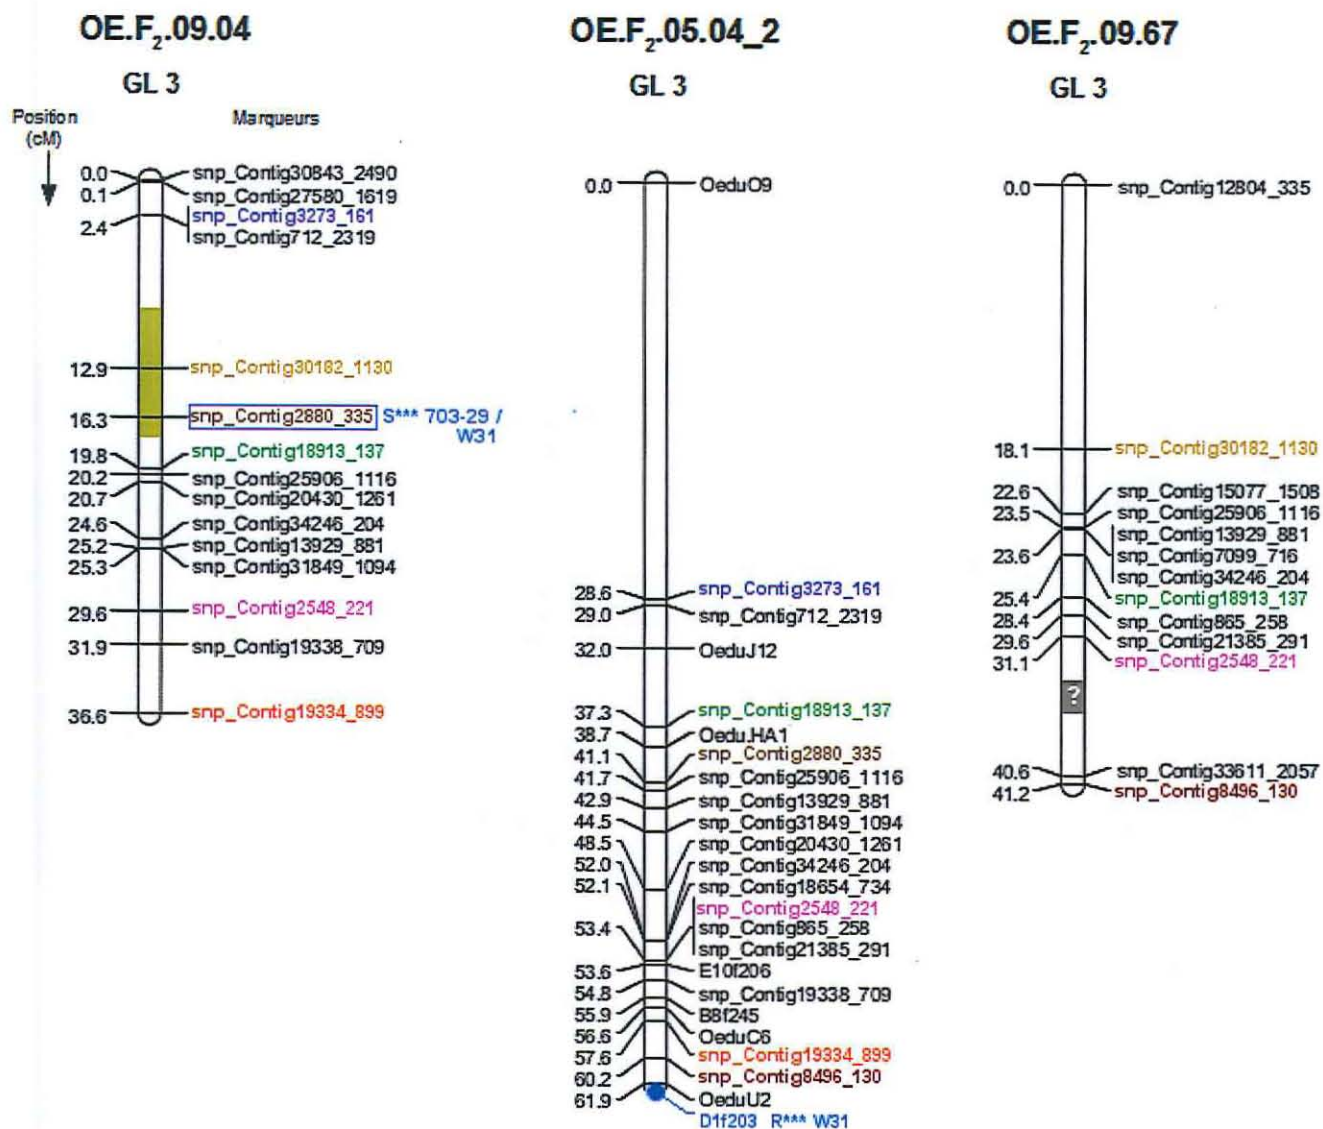 OE.F₂.09.04
GL 3
Position
(cM)
Marqueurs
0.0 snp_Contig30843_2490
0.1 snp_Contig27580_1619
2.4 snp_Contig3273_161
snp_Contig712_2319
12.9 snp_Contig30182_1130
16.3 snp_Contig2880_335 S*** 703-29 /
W31
19.8 snp_Contig18913_137
20.2 snp_Contig25906_1116
20.7 snp_Contig20430_1261
24.6 snp_Contig34246_204
25.2 snp_Contig13929_881
25.3 snp_Contig31849_1094
29.6 snp_Contig2548_221
31.9 snp_Contig19338_709
36.6 snp_Contig19334_899
OE.F₂.05.04_2
GL 3
0.0 OeduO9
28.6 snp_Contig3273_161
29.0 snp_Contig712_2319
32.0 OeduJ12
37.3 snp_Contig18913_137
38.7 Oedu.HA1
41.1 snp_Contig2880_335
41.7 snp_Contig25906_1116
42.9 snp_Contig13929_881
44.5 snp_Contig31849_1094
48.5 snp_Contig20430_1261
52.0 snp_Contig34246_204
52.1 snp_Contig18654_734
snp_Contig2548_221
53.4 snp_Contig865_258
snp_Contig21385_291
53.6 E10f206
54.8 snp_Contig19338_709
55.9 B8f245
56.6 OeduC6
57.6 snp_Contig19334_899
60.2 snp_Contig8496_130
61.9 OeduU2
D1f203 R*** W31
OE.F₂.09.67
GL 3
0.0 snp_Contig12804_335
18.1 snp_Contig30182_1130
22.6 snp_Contig15077_1508
23.5 snp_Contig25906_1116
snp_Contig13929_881
23.6 snp_Contig7099_716
snp_Contig34246_204
25.4 snp_Contig18913_137
28.4 snp_Contig865_258
29.6 snp_Contig21385_291
31.1 snp_Contig2548_221
?
40.6 snp_Contig33611_2057
41.2 snp_Contig8496_130